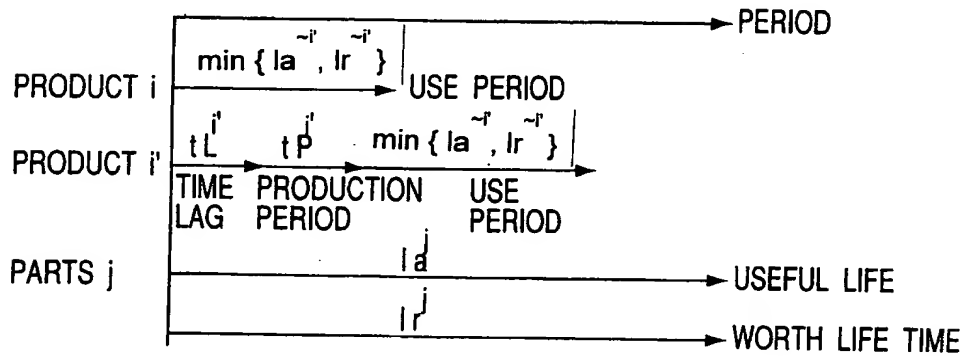 PERIOD
min { la^~i', lr^~i' }
PRODUCT i USE PERIOD
tL^i' tP^i' min { la^~i', lr^~i' }
PRODUCT i'
TIME LAG PRODUCTION PERIOD USE PERIOD
la^j
PARTS j USEFUL LIFE
lr^j
WORTH LIFE TIME